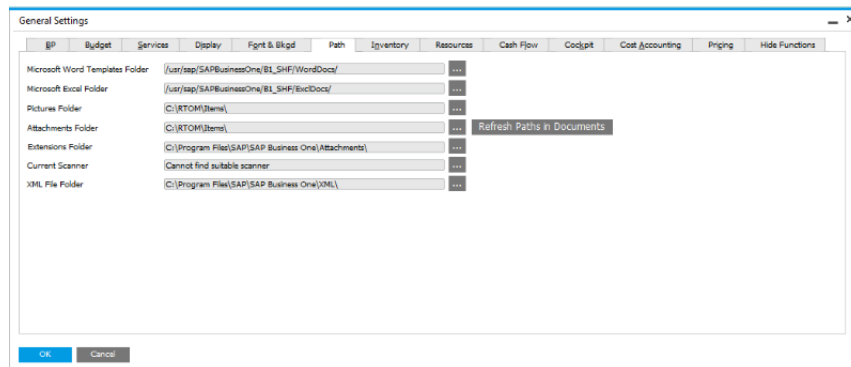 General Settings
BP Budget Services Display Font & Bkgd Path Inventory Resources Cash Flow Cockpit Cost Accounting Pricing Hide Functions
Microsoft Word Templates Folder /usr/sap/SAPBusinessOne/B1_SHF/WordDocs/ ...
Microsoft Excel Folder /usr/sap/SAPBusinessOne/B1_SHF/ExclDocs/ ...
Pictures Folder C:\RTOM\Items\ ...
Attachments Folder C:\RTOM\Items\ ... Refresh Paths in Documents
Extensions Folder C:\Program Files\SAP\SAP Business One\Attachments\ ...
Current Scanner Cannot find suitable scanner ...
XML File Folder C:\Program Files\SAP\SAP Business One\XML\ ...
OK Cancel